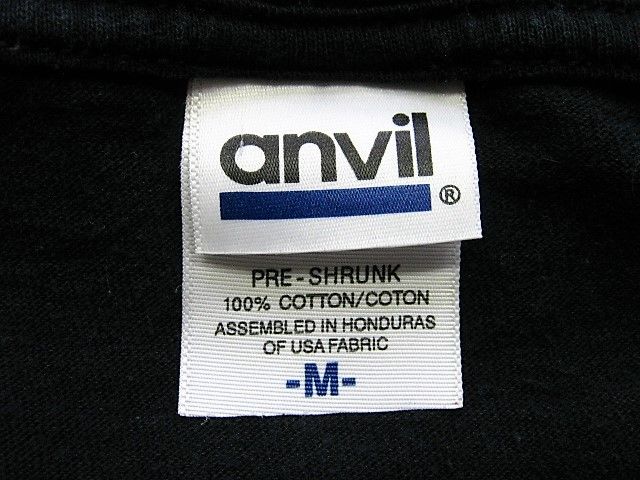 anvil®
PRE-SHRUNK
100% COTTON/COTON
ASSEMBLED IN HONDURAS
OF USA FABRIC
-M-